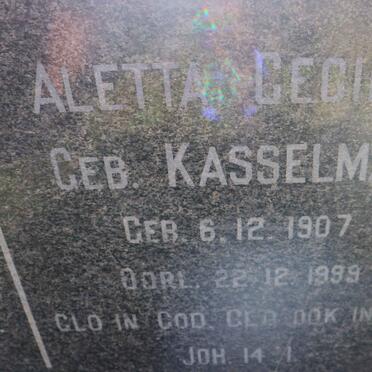 ALETTA CECI
GEB. KASSELMA
GEB. 6.12.1907
OORL. 22.12.1999
GLO IN GOD. GLO OOK IN
JOH. 14:1.